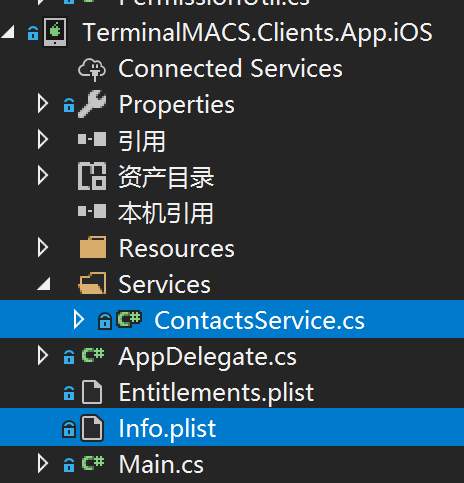 PermissionUtil.cs
TerminalMACS.Clients.App.iOS
Connected Services
Properties
引用
资产目录
本机引用
Resources
Services
C# ContactsService.cs
C# AppDelegate.cs
Entitlements.plist
Info.plist
C# Main.cs